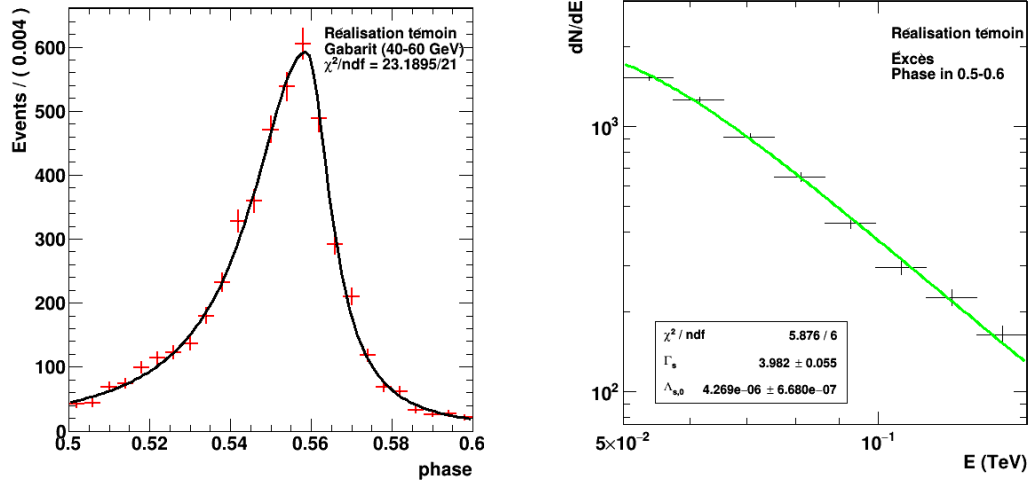 Réalisation témoin
Gabarit (40-60 GeV)
χ²/ndf = 23.1895/21
Events / ( 0.004 )
600
500
400
300
200
100
0
0.5 0.52 0.54 0.56 0.58 0.6
phase
Réalisation témoin
Excès
Phase in 0.5-0.6
dN/dE
10³
10²
χ² / ndf 5.876 / 6
Γs 3.982 ± 0.055
Λs,0 4.269e−06 ± 6.680e−07
5×10⁻² 10⁻¹
E (TeV)